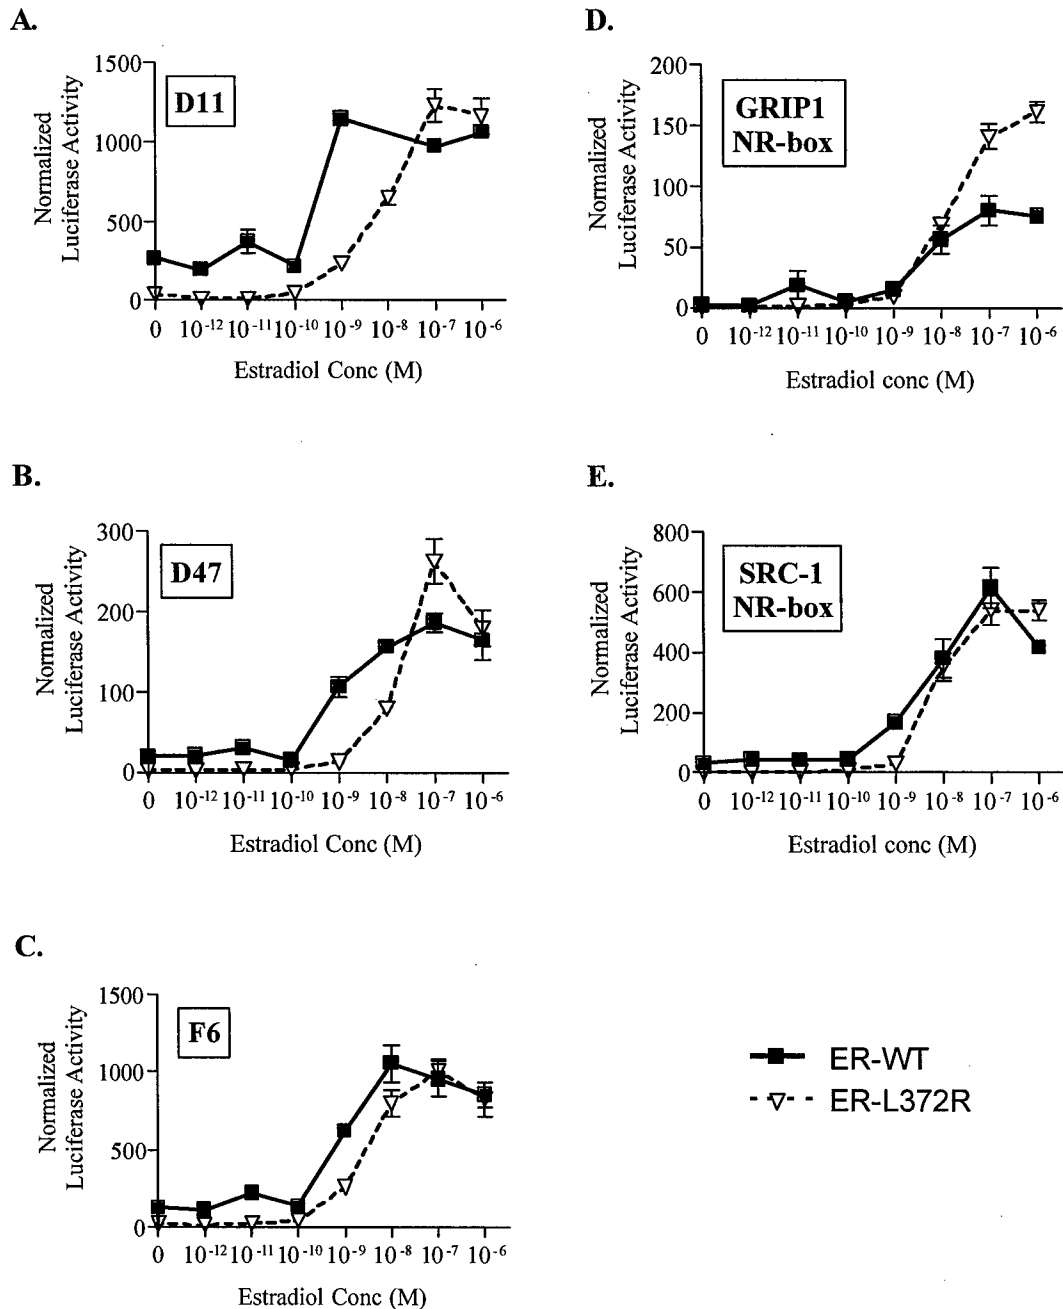 A.
Normalized
Luciferase Activity
1500
1000
500
0
D11
0 10⁻¹² 10⁻¹¹ 10⁻¹⁰ 10⁻⁹ 10⁻⁸ 10⁻⁷ 10⁻⁶
Estradiol Conc (M)
B.
Normalized
Luciferase Activity
300
200
100
0
D47
0 10⁻¹² 10⁻¹¹ 10⁻¹⁰ 10⁻⁹ 10⁻⁸ 10⁻⁷ 10⁻⁶
Estradiol Conc (M)
C.
Normalized
Luciferase Activity
1500
1000
500
0
F6
0 10⁻¹² 10⁻¹¹ 10⁻¹⁰ 10⁻⁹ 10⁻⁸ 10⁻⁷ 10⁻⁶
Estradiol Conc (M)
D.
Normalized
Luciferase Activity
200
150
100
50
0
GRIP1
NR-box
0 10⁻¹² 10⁻¹¹ 10⁻¹⁰ 10⁻⁹ 10⁻⁸ 10⁻⁷ 10⁻⁶
Estradiol conc (M)
E.
Normalized
Luciferase Activity
800
600
400
200
0
SRC-1
NR-box
0 10⁻¹² 10⁻¹¹ 10⁻¹⁰ 10⁻⁹ 10⁻⁸ 10⁻⁷ 10⁻⁶
Estradiol conc (M)
ER-WT
ER-L372R